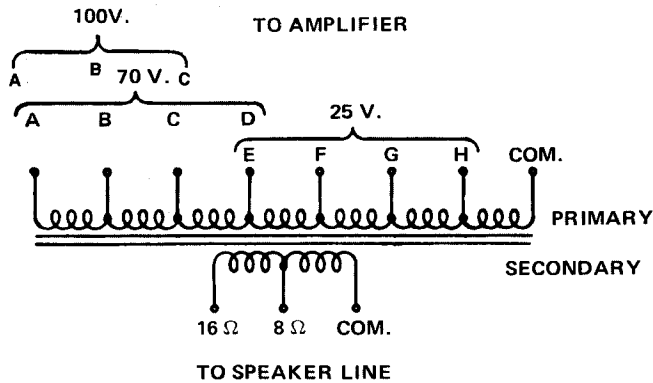 100V. TO AMPLIFIER
A B C
70 V.
A B C D 25 V.
E F G H COM.
PRIMARY
SECONDARY
16 Ω 8 Ω COM.
TO SPEAKER LINE